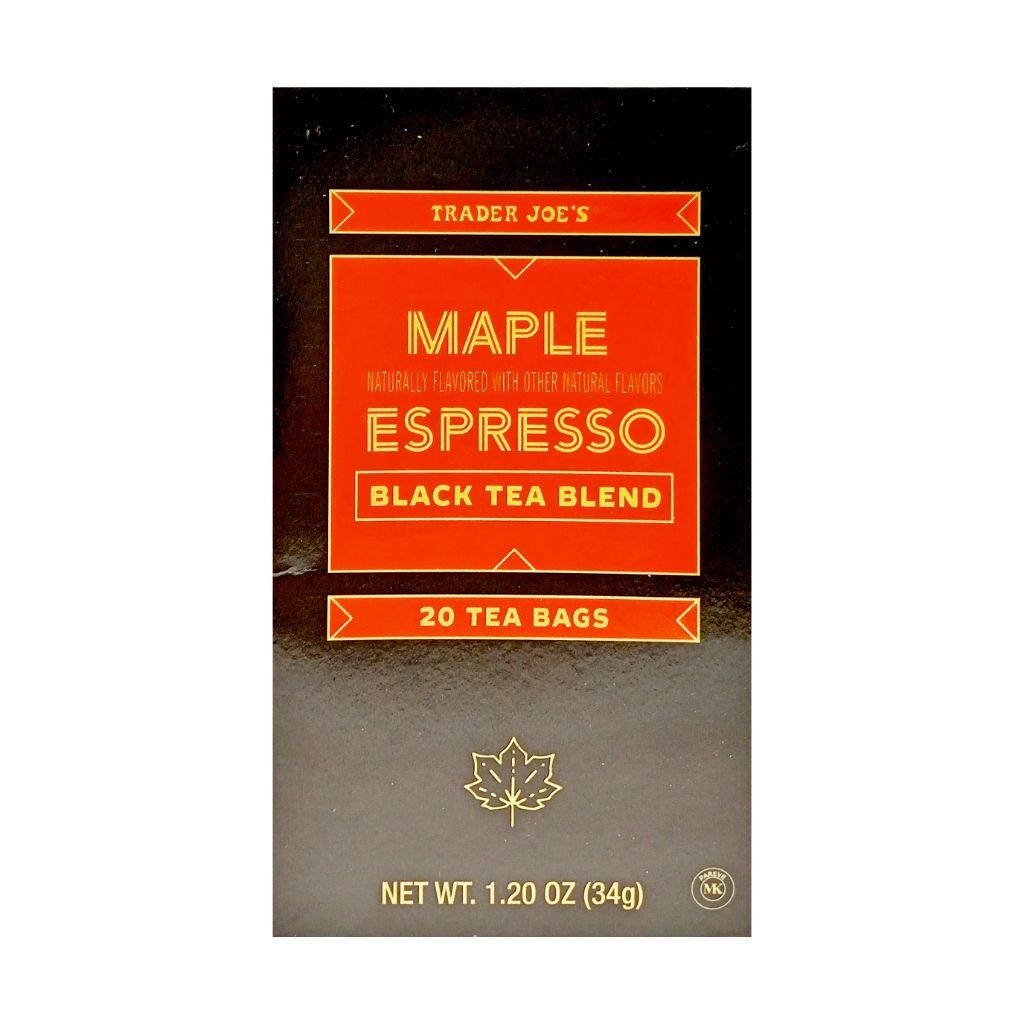 TRADER JOE'S
MAPLE
NATURALLY FLAVORED WITH OTHER NATURAL FLAVORS
ESPRESSO
BLACK TEA BLEND
20 TEA BAGS
NET WT. 1.20 OZ (34g)
PAREVE
MK